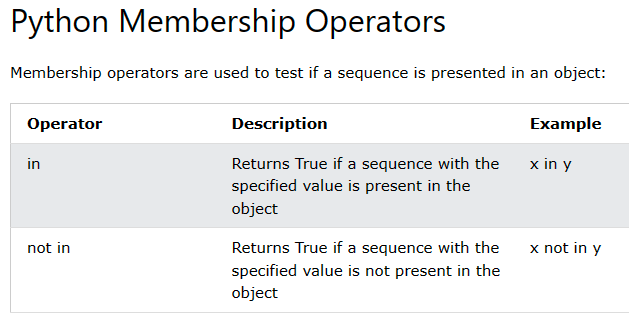 Python Membership Operators
Membership operators are used to test if a sequence is presented in an object:
Operator Description Example
in Returns True if a sequence with the x in y
specified value is present in the
object
not in Returns True if a sequence with the x not in y
specified value is not present in the
object